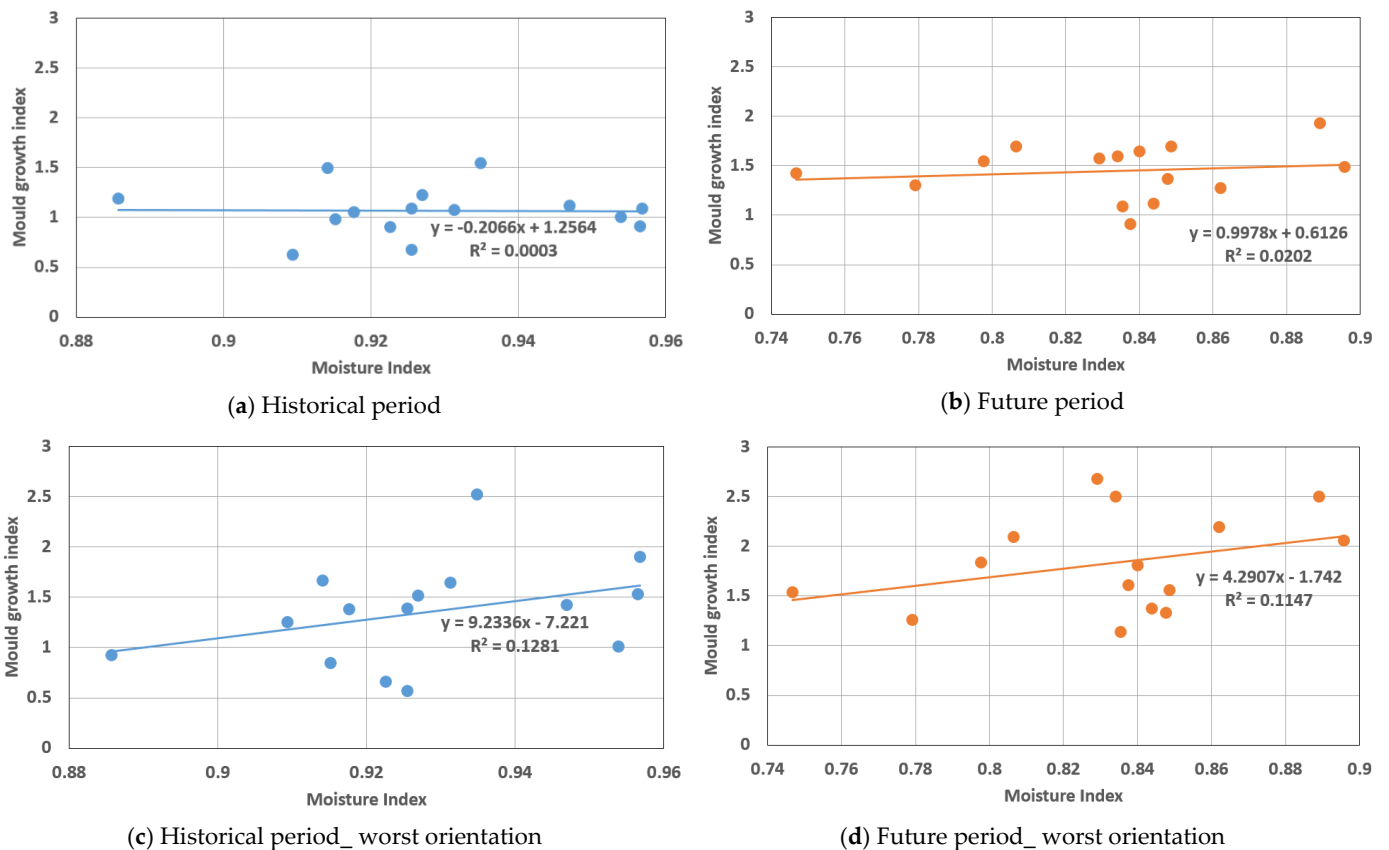 3
2.5
2
1.5
1
0.5
0
Mould growth index
y = -0.2066x + 1.2564
R² = 0.0003
0.88
0.9
0.92
0.94
0.96
Moisture Index
(a) Historical period
3
2.5
2
1.5
1
0.5
0
Mould growth index
y = 0.9978x + 0.6126
R² = 0.0202
0.74
0.76
0.78
0.8
0.82
0.84
0.86
0.88
0.9
Moisture Index
(b) Future period
3
2.5
2
1.5
1
0.5
0
Mould growth index
y = 9.2336x - 7.221
R² = 0.1281
0.88
0.9
0.92
0.94
0.96
Moisture Index
(c) Historical period_ worst orientation
3
2.5
2
1.5
1
0.5
0
Mould growth index
y = 4.2907x - 1.742
R² = 0.1147
0.74
0.76
0.78
0.8
0.82
0.84
0.86
0.88
0.9
Moisture Index
(d) Future period_ worst orientation